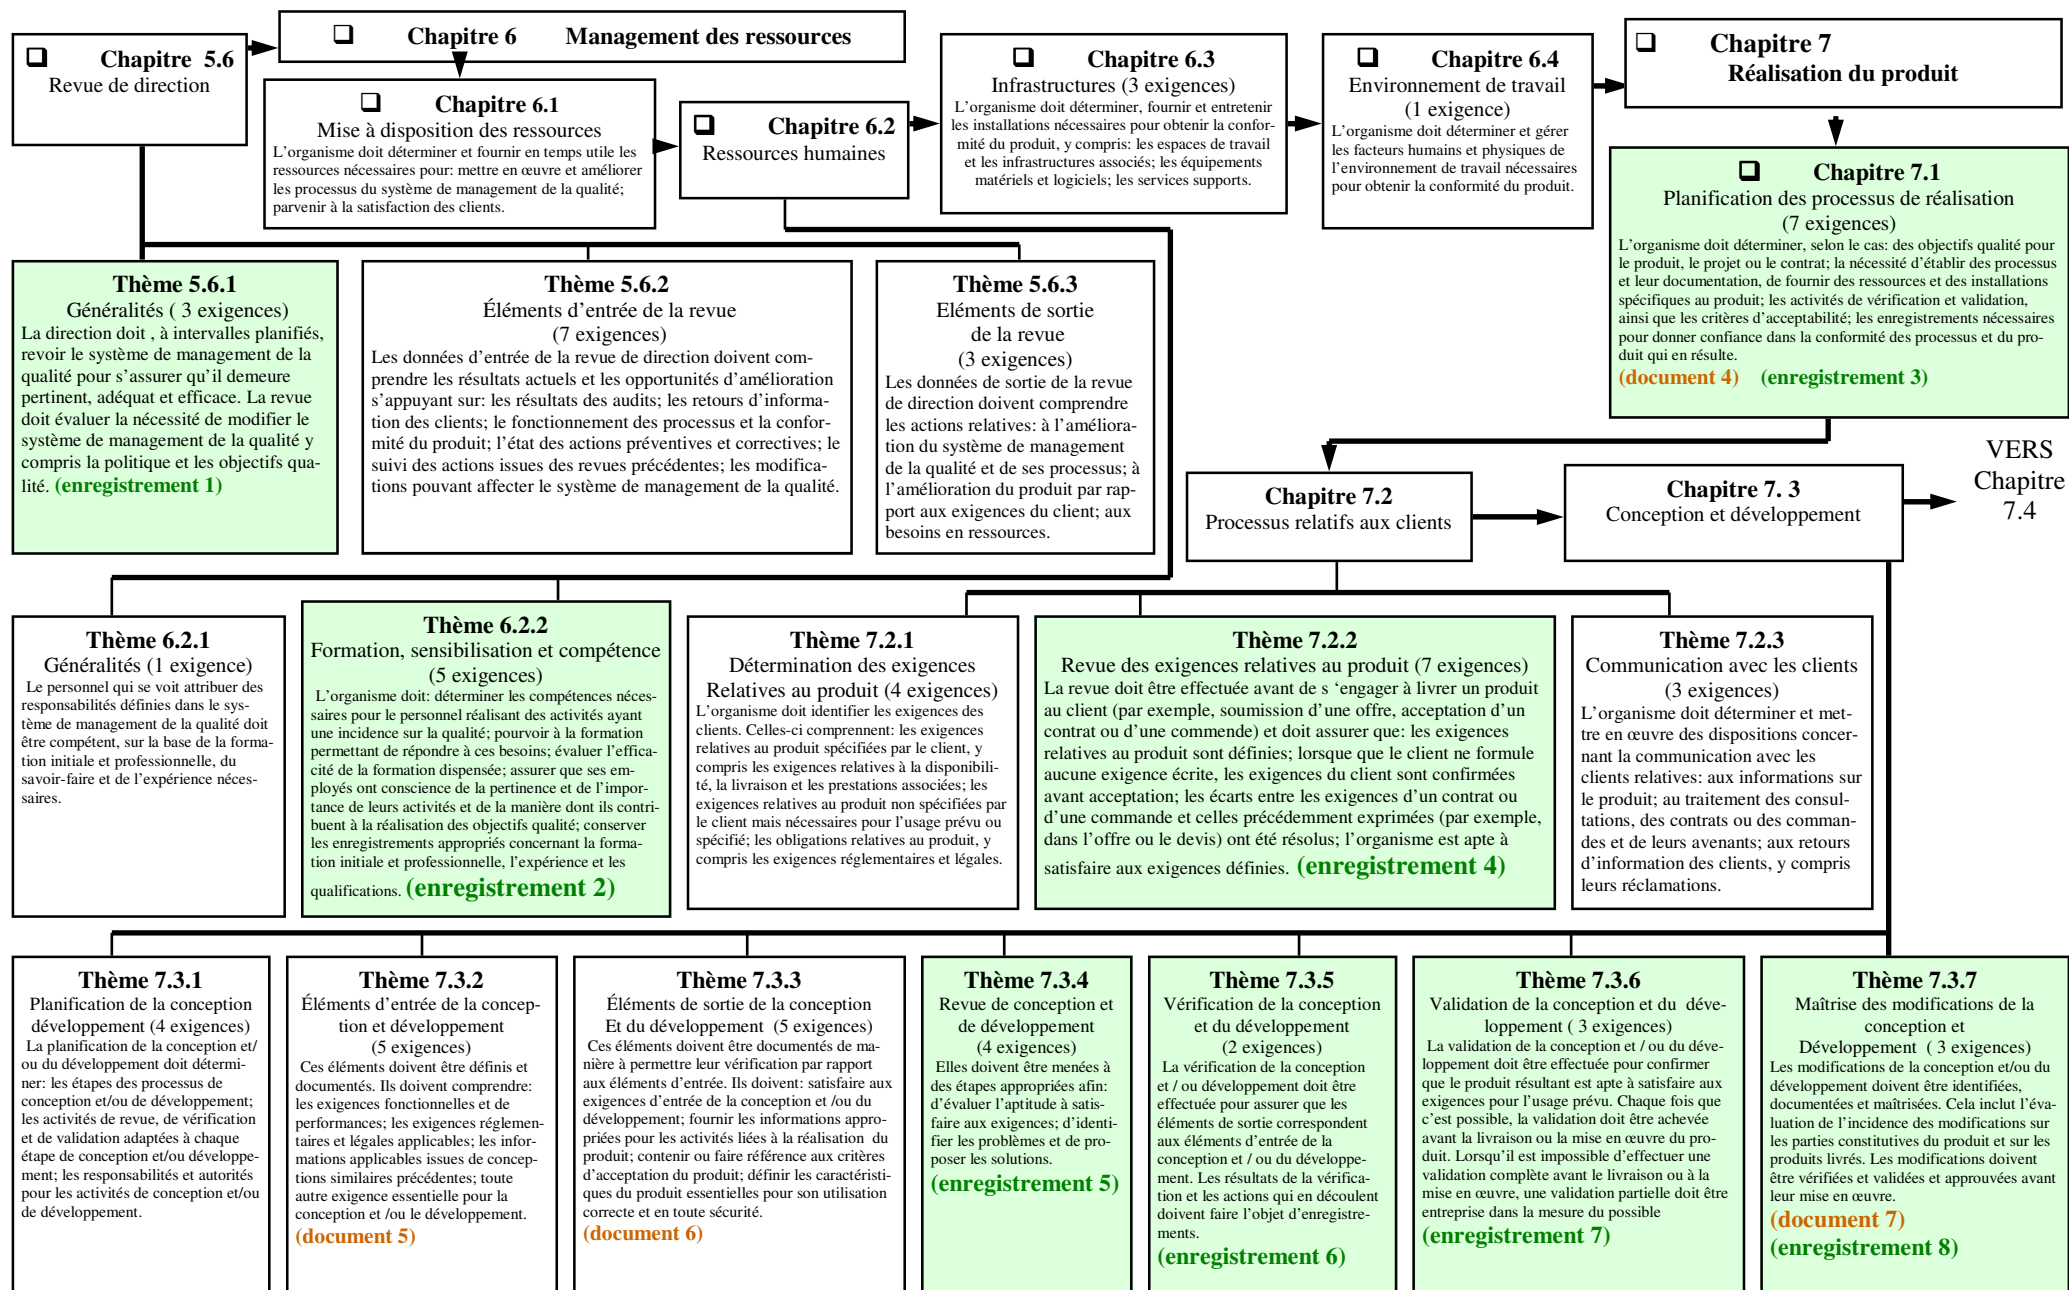 ❑ Chapitre 5.6
Revue de direction
❑ Chapitre 6 Management des ressources
❑ Chapitre 6.1
Mise à disposition des ressources
L'organisme doit déterminer et fournir en temps utile les
ressources nécessaires pour: mettre en œuvre et améliorer
les processus du système de management de la qualité;
parvenir à la satisfaction des clients.
❑ Chapitre 6.2
Ressources humaines
❑ Chapitre 6.3
Infrastructures (3 exigences)
L'organisme doit déterminer, fournir et entretenir
les installations nécessaires pour obtenir la confor-
mité du produit, y compris: les espaces de travail
et les infrastructures associés; les équipements
matériels et logiciels; les services supports.
❑ Chapitre 6.4
Environnement de travail
(1 exigence)
L'organisme doit déterminer et gérer
les facteurs humains et physiques de
l'environnement de travail nécessaires
pour obtenir la conformité du produit.
❑ Chapitre 7
Réalisation du produit
❑ Chapitre 7.1
Planification des processus de réalisation
(7 exigences)
L'organisme doit déterminer, selon le cas: des objectifs qualité pour
le produit, le projet ou le contrat; la nécessité d'établir des processus
et leur documentation, de fournir des ressources et des installations
spécifiques au produit; les activités de vérification et validation,
ainsi que les critères d'acceptabilité; les enregistrements nécessaires
pour donner confiance dans la conformité des processus et du pro-
duit qui en résulte.
(document 4) (enregistrement 3)
Thème 5.6.1
Généralités ( 3 exigences)
La direction doit , à intervalles planifiés,
revoir le système de management de la
qualité pour s'assurer qu'il demeure
pertinent, adéquat et efficace. La revue
doit évaluer la nécessité de modifier le
système de management de la qualité y
compris la politique et les objectifs qua-
lité. (enregistrement 1)
Thème 5.6.2
Éléments d'entrée de la revue
(7 exigences)
Les données d'entrée de la revue de direction doivent com-
prendre les résultats actuels et les opportunités d'amélioration
s'appuyant sur: les résultats des audits; les retours d'informa-
tion des clients; le fonctionnement des processus et la confor-
mité du produit; l'état des actions préventives et correctives; le
suivi des actions issues des revues précédentes; les modifica-
tions pouvant affecter le système de management de la qualité.
Thème 5.6.3
Eléments de sortie
de la revue
(3 exigences)
Les données de sortie de la revue
de direction doivent comprendre
les actions relatives: à l'améliora-
tion du système de management
de la qualité et de ses processus; à
l'amélioration du produit par rap-
port aux exigences du client; aux
besoins en ressources.
Chapitre 7.2
Processus relatifs aux clients
Chapitre 7. 3
Conception et développement
VERS
Chapitre
7.4
Thème 6.2.1
Généralités (1 exigence)
Le personnel qui se voit attribuer des
responsabilités définies dans le sys-
tème de management de la qualité doit
être compétent, sur la base de la forma-
tion initiale et professionnelle, du
savoir-faire et de l'expérience néces-
saires.
Thème 6.2.2
Formation, sensibilisation et compétence
(5 exigences)
L'organisme doit: déterminer les compétences néces-
saires pour le personnel réalisant des activités ayant
une incidence sur la qualité; pourvoir à la formation
permettant de répondre à ces besoins; évaluer l'effica-
cité de la formation dispensée; assurer que ses em-
ployés ont conscience de la pertinence et de l'impor-
tance de leurs activités et de la manière dont ils contri-
buent à la réalisation des objectifs qualité; conserver
les enregistrements appropriés concernant la forma-
tion initiale et professionnelle, l'expérience et les
qualifications. (enregistrement 2)
Thème 7.2.1
Détermination des exigences
Relatives au produit (4 exigences)
L'organisme doit identifier les exigences des
clients. Celles-ci comprennent: les exigences
relatives au produit spécifiées par le client, y
compris les exigences relatives à la disponibili-
té, la livraison et les prestations associées; les
exigences relatives au produit non spécifiées par
le client mais nécessaires pour l'usage prévu ou
spécifié; les obligations relatives au produit, y
compris les exigences réglementaires et légales.
Thème 7.2.2
Revue des exigences relatives au produit (7 exigences)
La revue doit être effectuée avant de s 'engager à livrer un produit
au client (par exemple, soumission d'une offre, acceptation d'un
contrat ou d'une commende) et doit assurer que: les exigences
relatives au produit sont définies; lorsque que le client ne formule
aucune exigence écrite, les exigences du client sont confirmées
avant acceptation; les écarts entre les exigences d'un contrat ou
d'une commande et celles précédemment exprimées (par exemple,
dans l'offre ou le devis) ont été résolus; l'organisme est apte à
satisfaire aux exigences définies. (enregistrement 4)
Thème 7.2.3
Communication avec les clients
(3 exigences)
L'organisme doit déterminer et met-
tre en œuvre des dispositions concer-
nant la communication avec les
clients relatives: aux informations sur
le produit; au traitement des consul-
tations, des contrats ou des comman-
des et de leurs avenants; aux retours
d'information des clients, y compris
leurs réclamations.
Thème 7.3.1
Planification de la conception
développement (4 exigences)
La planification de la conception et/
ou du développement doit détermi-
ner: les étapes des processus de
conception et/ou de développement;
les activités de revue, de vérification
et de validation adaptées à chaque
étape de conception et/ou développe-
ment; les responsabilités et autorités
pour les activités de conception et/ou
de développement.
Thème 7.3.2
Éléments d'entrée de la concep-
tion et développement
(5 exigences)
Ces éléments doivent être définis et
documentés. Ils doivent comprendre:
les exigences fonctionnelles et de
performances; les exigences réglemen-
taires et légales applicables; les infor-
mations applicables issues de concep-
tions similaires précédentes; toute
autre exigence essentielle pour la
conception et /ou le développement.
(document 5)
Thème 7.3.3
Éléments de sortie de la conception
Et du développement (5 exigences)
Ces éléments doivent être documentés de ma-
nière à permettre leur vérification par rapport
aux éléments d'entrée. Ils doivent: satisfaire aux
exigences d'entrée de la conception et /ou du
développement; fournir les informations appro-
priées pour les activités liées à la réalisation du
produit; contenir ou faire référence aux critères
d'acceptation du produit; définir les caractéristi-
ques du produit essentielles pour son utilisation
correcte et en toute sécurité.
(document 6)
Thème 7.3.4
Revue de conception et
de développement
(4 exigences)
Elles doivent être menées à
des étapes appropriées afin:
d'évaluer l'aptitude à satis-
faire aux exigences; d'identi-
fier les problèmes et de pro-
poser les solutions.
(enregistrement 5)
Thème 7.3.5
Vérification de la conception
et du développement
(2 exigences)
La vérification de la conception
et / ou développement doit être
effectuée pour assurer que les
éléments de sortie correspondent
aux éléments d'entrée de la
conception et / ou du développe-
ment. Les résultats de la vérifica-
tion et les actions qui en découlent
doivent faire l'objet d'enregistre-
ments.
(enregistrement 6)
Thème 7.3.6
Validation de la conception et du déve-
loppement ( 3 exigences)
La validation de la conception et / ou du déve-
loppement doit être effectuée pour confirmer
que le produit résultant est apte à satisfaire aux
exigences pour l'usage prévu. Chaque fois que
c'est possible, la validation doit être achevée
avant la livraison ou la mise en œuvre du pro-
duit. Lorsqu'il est impossible d'effectuer une
validation complète avant le livraison ou à la
mise en œuvre, une validation partielle doit être
entreprise dans la mesure du possible
(enregistrement 7)
Thème 7.3.7
Maîtrise des modifications de la
conception et
Développement ( 3 exigences)
Les modifications de la conception et/ou du
développement doivent être identifiées,
documentées et maîtrisées. Cela inclut l'éva-
luation de l'incidence des modifications sur
les parties constitutives du produit et sur les
produits livrés. Les modifications doivent
être vérifiées et validées et approuvées avant
leur mise en œuvre.
(document 7)
(enregistrement 8)